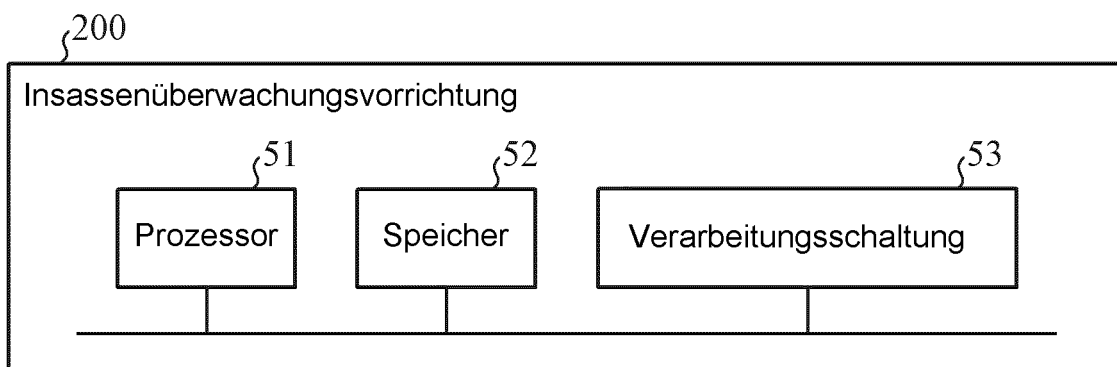 200
Insassenüberwachungsvorrichtung
51
52
53
Prozessor
Speicher
Verarbeitungsschaltung